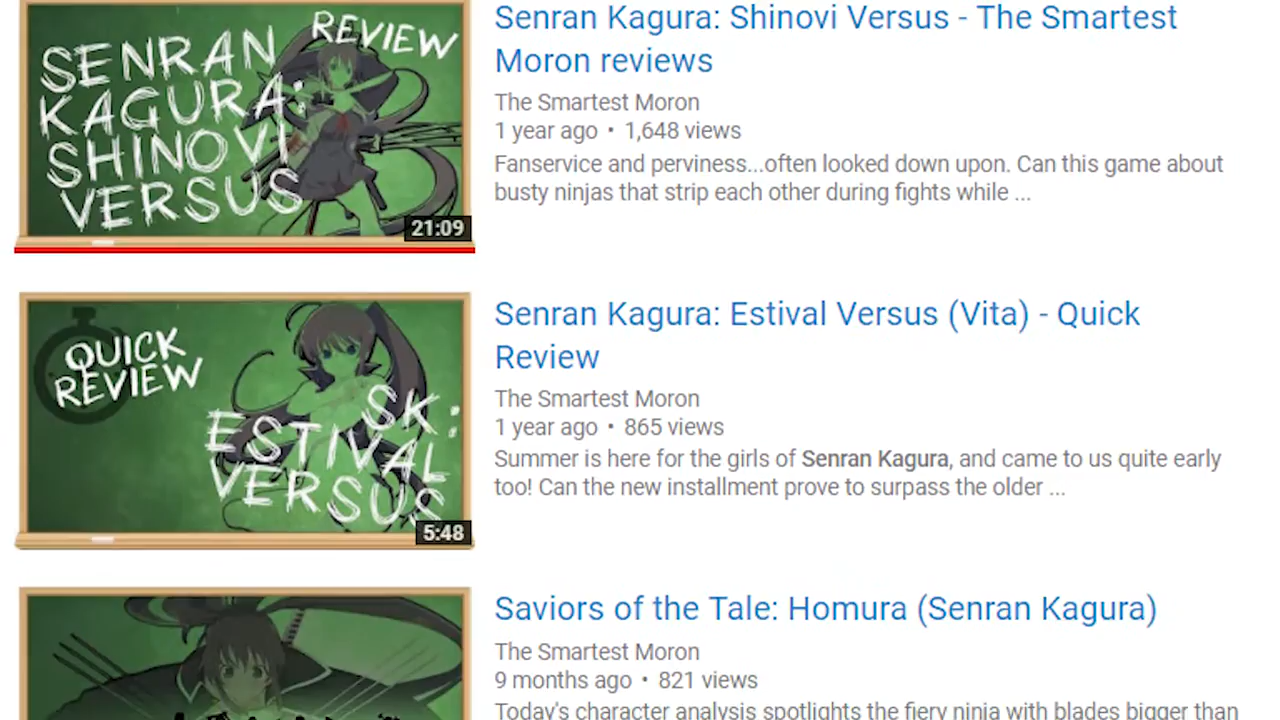 REVIEW
SENRAN
KAGURA:
SHINOVI
VERSUS
21:09
Senran Kagura: Shinovi Versus - The Smartest
Moron reviews
The Smartest Moron
1 year ago • 1,648 views
Fanservice and perviness...often looked down upon. Can this game about
busty ninjas that strip each other during fights while ...
QUICK
REVIEW
SK:
ESTIVAL
VERSUS
5:48
Senran Kagura: Estival Versus (Vita) - Quick
Review
The Smartest Moron
1 year ago • 865 views
Summer is here for the girls of Senran Kagura, and came to us quite early
too! Can the new installment prove to surpass the older ...
Saviors of the Tale: Homura (Senran Kagura)
The Smartest Moron
9 months ago • 821 views
Today's character analysis spotlights the fiery ninja with blades bigger than